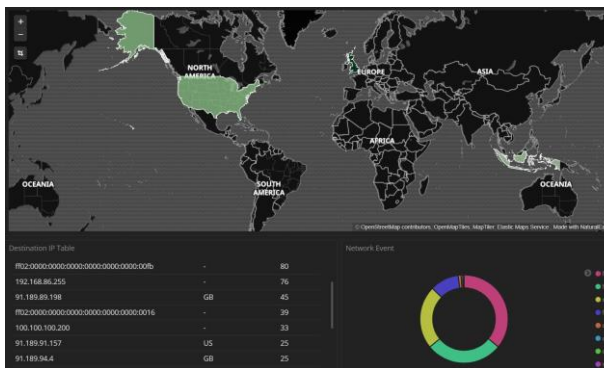 +
−
NORTH
AMERICA
EUROPE
ASIA
AFRICA
OCEANIA
SOUTH
AMERICA
OCEANIA
© OpenStreetMap contributors, OpenMapTiles, MapTiler, Elastic Maps Service, Made with
Destination IP Table
Network Event
ff02:0000:0000:0000:0000:0000:0000:00fb - 80
192.168.86.255 - 76
91.189.89.198 GB 45
ff02:0000:0000:0000:0000:0000:0000:0016 - 39
100.100.100.200 - 33
91.189.91.157 US 25
91.189.94.4 GB 25